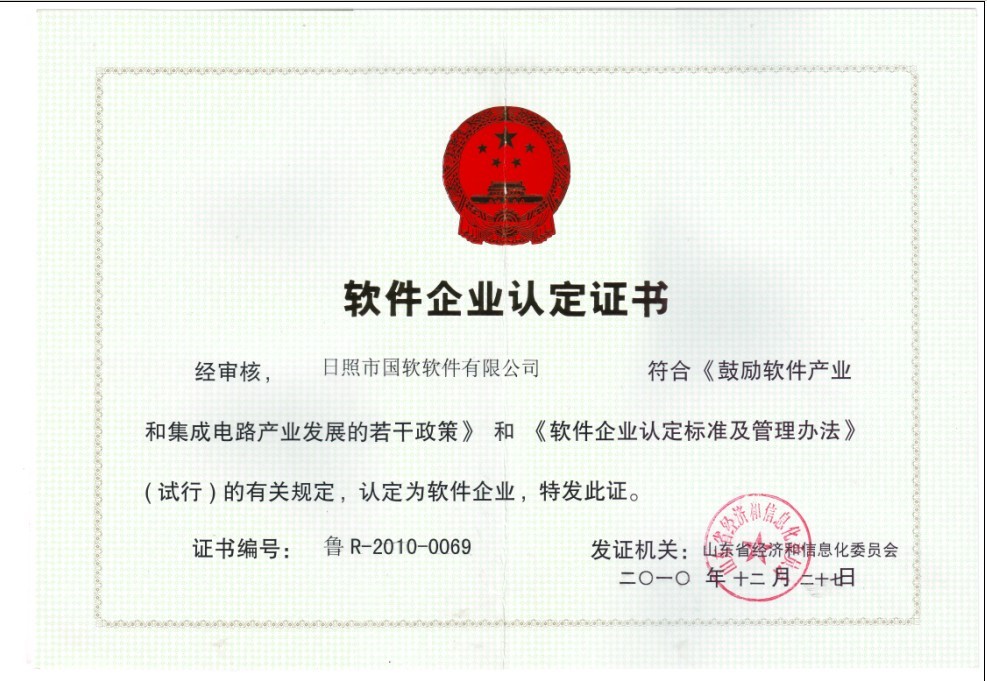 软件企业认定证书
经审核， 日照市国软软件有限公司 符合《鼓励软件产业
和集成电路产业发展的若干政策》 和 《软件企业认定标准及管理办法》
(试行)的有关规定，认定为软件企业，特发此证。
证书编号： 鲁 R-2010-0069
发证机关：山东省经济和信息化委员会
二〇一〇 年 十二 月 二十七日
山东省经济和信息化委员会